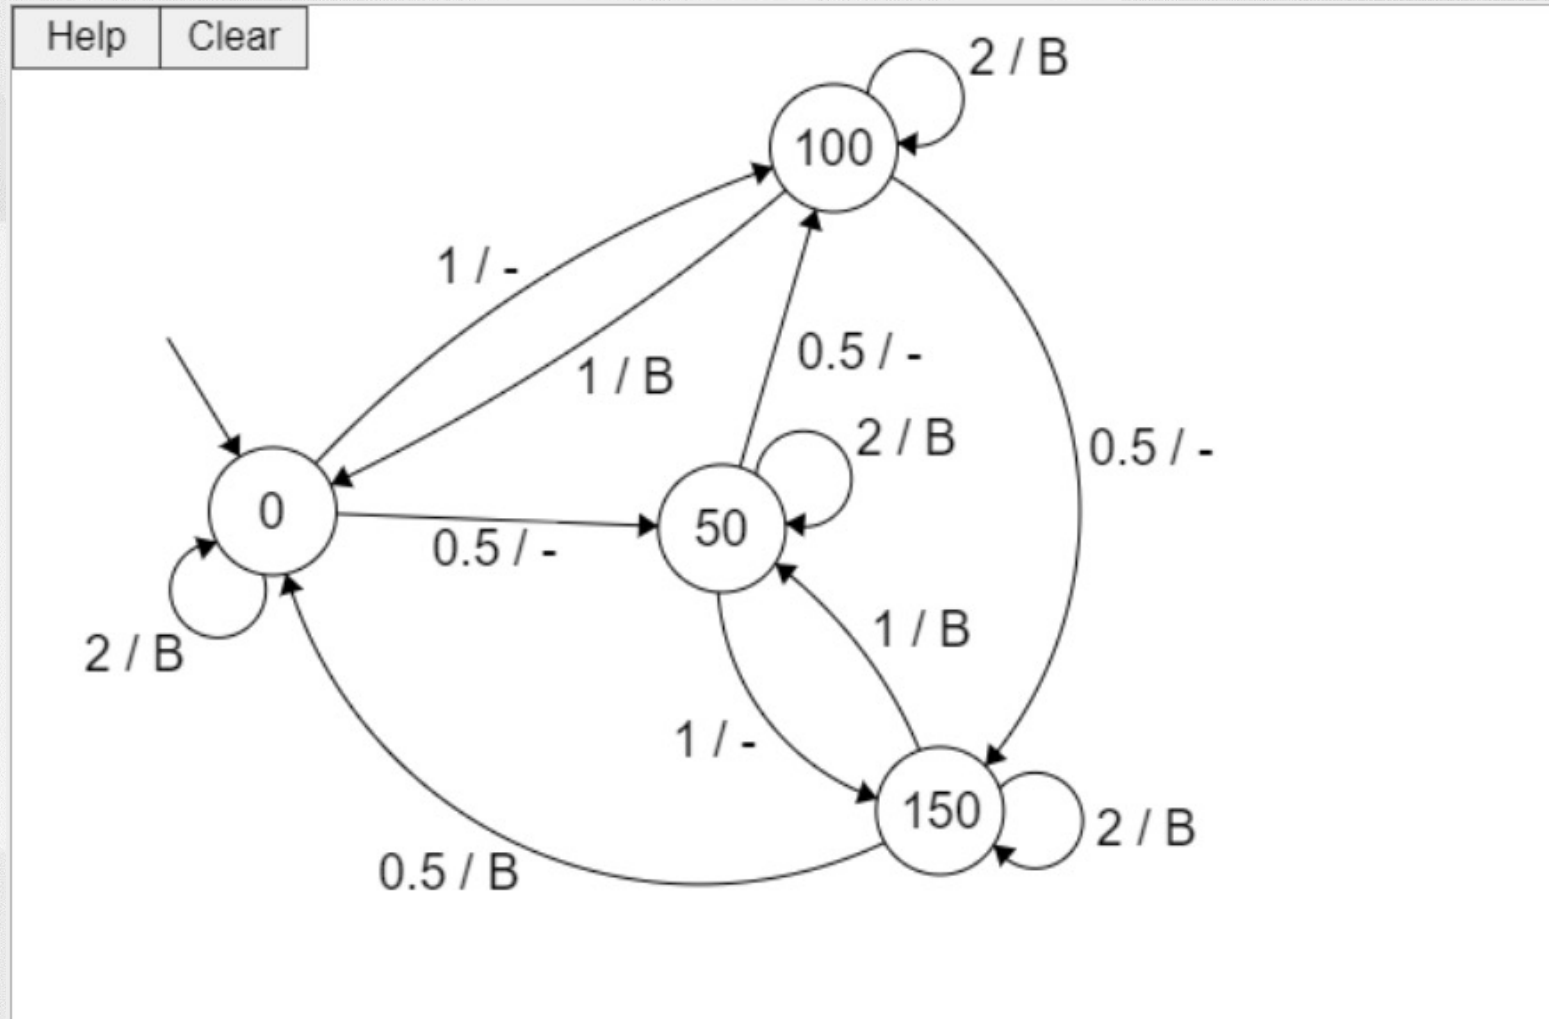 Help
Clear
2 / B
100
1 / -
0.5 / -
1 / B
2 / B
0.5 / -
0
50
0.5 / -
1 / B
2 / B
1 / -
150
2 / B
0.5 / B